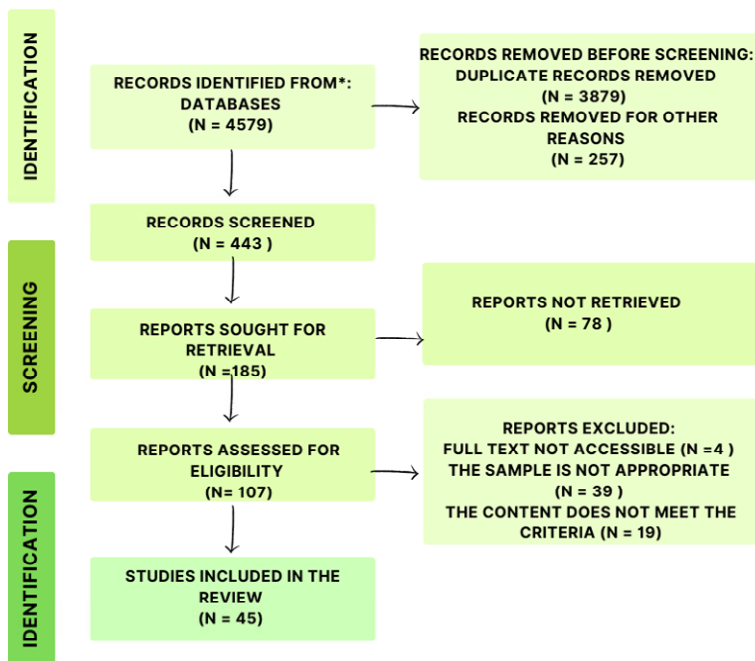 IDENTIFICATION
RECORDS IDENTIFIED FROM*:
DATABASES
(N = 4579)
RECORDS REMOVED BEFORE SCREENING:
DUPLICATE RECORDS REMOVED
(N = 3879)
RECORDS REMOVED FOR OTHER
REASONS
(N = 257)
RECORDS SCREENED
(N = 443 )
SCREENING
REPORTS SOUGHT FOR
RETRIEVAL
(N =185)
REPORTS NOT RETRIEVED
(N = 78 )
REPORTS ASSESSED FOR
ELIGIBILITY
(N= 107)
REPORTS EXCLUDED:
FULL TEXT NOT ACCESSIBLE (N =4 )
THE SAMPLE IS NOT APPROPRIATE
(N = 39 )
THE CONTENT DOES NOT MEET THE
CRITERIA (N = 19)
IDENTIFICATION
STUDIES INCLUDED IN THE
REVIEW
(N = 45)